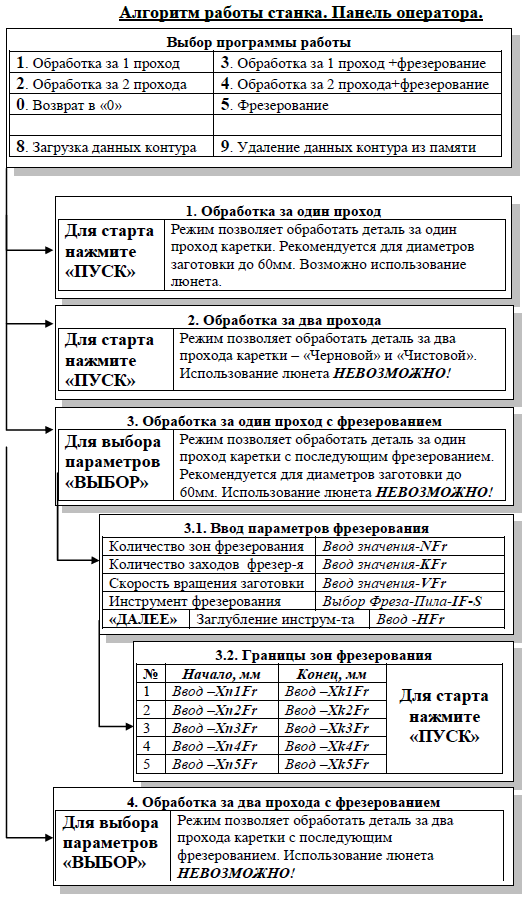 Алгоритм работы станка. Панель оператора.
Выбор программы работы
1. Обработка за 1 проход
3. Обработка за 1 проход +фрезерование
2. Обработка за 2 прохода
4. Обработка за 2 прохода+фрезерование
0. Возврат в «0»
5. Фрезерование
8. Загрузка данных контура
9. Удаление данных контура из памяти
1. Обработка за один проход
Для старта
нажмите
«ПУСК»
Режим позволяет обработать деталь за один
проход каретки. Рекомендуется для диаметров
заготовки до 60мм. Возможно использование
люнета.
2. Обработка за два прохода
Для старта
нажмите
«ПУСК»
Режим позволяет обработать деталь за два
прохода каретки – «Черновой» и «Чистовой».
Использование люнета НЕВОЗМОЖНО!
3. Обработка за один проход с фрезерованием
Для выбора
параметров
«ВЫБОР»
Режим позволяет обработать деталь за один
проход каретки с последующим фрезерованием.
Рекомендуется для диаметров заготовки до
60мм. Использование люнета НЕВОЗМОЖНО!
3.1. Ввод параметров фрезерования
Количество зон фрезерования
Ввод значения-NFr
Количество заходов фрезер-я
Ввод значения-KFr
Скорость вращения заготовки
Ввод значения-VFr
Инструмент фрезерования
Выбор Фреза-Пила-IF-S
«ДАЛЕЕ»
Заглубление инструм-та
Ввод -HFr
3.2. Границы зон фрезерования
№ Начало, мм Конец, мм
1 Ввод –Xn1Fr Ввод –Xk1Fr
2 Ввод –Xn2Fr Ввод –Xk2Fr
3 Ввод –Xn3Fr Ввод –Xk3Fr
4 Ввод –Xn4Fr Ввод –Xk4Fr
5 Ввод –Xn5Fr Ввод –Xk5Fr
Для старта
нажмите
«ПУСК»
4. Обработка за два прохода с фрезерованием
Для выбора
параметров
«ВЫБОР»
Режим позволяет обработать деталь за два
прохода каретки с последующим
фрезерованием. Использование люнета
НЕВОЗМОЖНО!